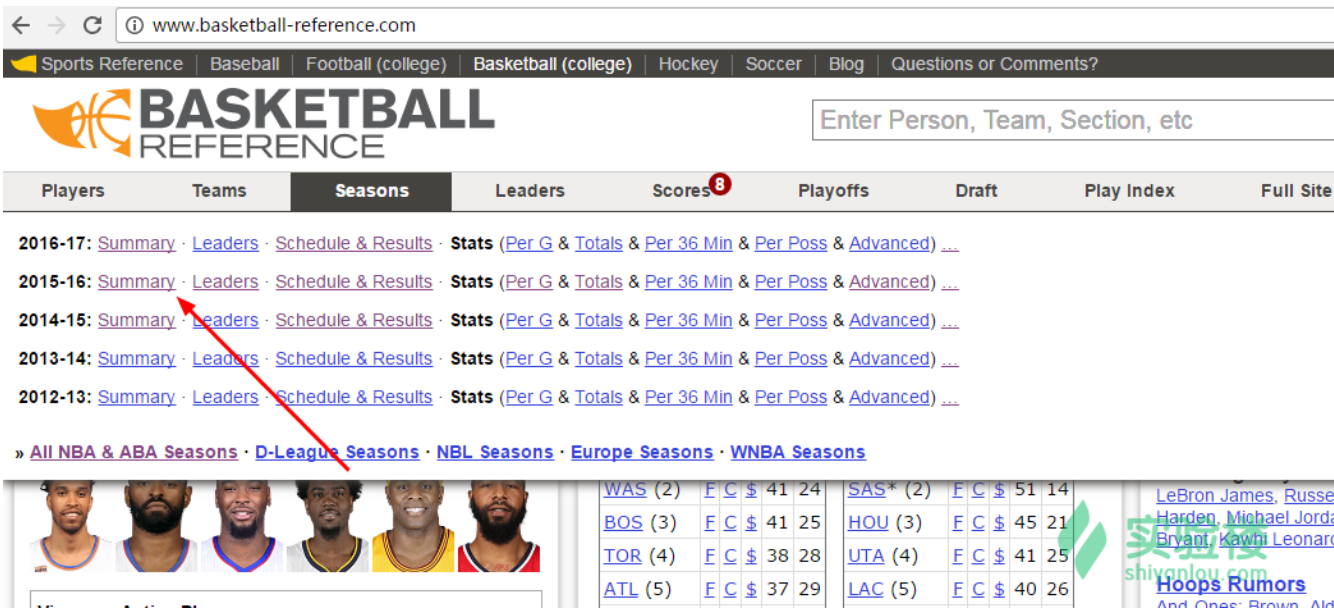 www.basketball-reference.com
Sports Reference | Baseball | Football (college) | Basketball (college) | Hockey | Soccer | Blog | Questions or Comments?
BASKETBALL
REFERENCE
Enter Person, Team, Section, etc
Players Teams Seasons Leaders Scores 8 Playoffs Draft Play Index Full Site
2016-17: Summary · Leaders · Schedule & Results · Stats (Per G & Totals & Per 36 Min & Per Poss & Advanced) ...
2015-16: Summary · Leaders · Schedule & Results · Stats (Per G & Totals & Per 36 Min & Per Poss & Advanced) ...
2014-15: Summary · Leaders · Schedule & Results · Stats (Per G & Totals & Per 36 Min & Per Poss & Advanced) ...
2013-14: Summary · Leaders · Schedule & Results · Stats (Per G & Totals & Per 36 Min & Per Poss & Advanced) ...
2012-13: Summary · Leaders · Schedule & Results · Stats (Per G & Totals & Per 36 Min & Per Poss & Advanced) ...
» All NBA & ABA Seasons · D-League Seasons · NBL Seasons · Europe Seasons · WNBA Seasons
WAS (2) F C $ 41 24 SAS* (2) F C $ 51 14
BOS (3) F C $ 41 25 HOU (3) F C $ 45 21
TOR (4) F C $ 38 28 UTA (4) F C $ 41 25
ATL (5) F C $ 37 29 LAC (5) F C $ 40 26
LeBron James, Russe
Harden, Michael Jorda
Bryant, Kawhi Leonard
实验楼
shiyanlou.com
Hoops Rumors
And Ones: Brown, Ald